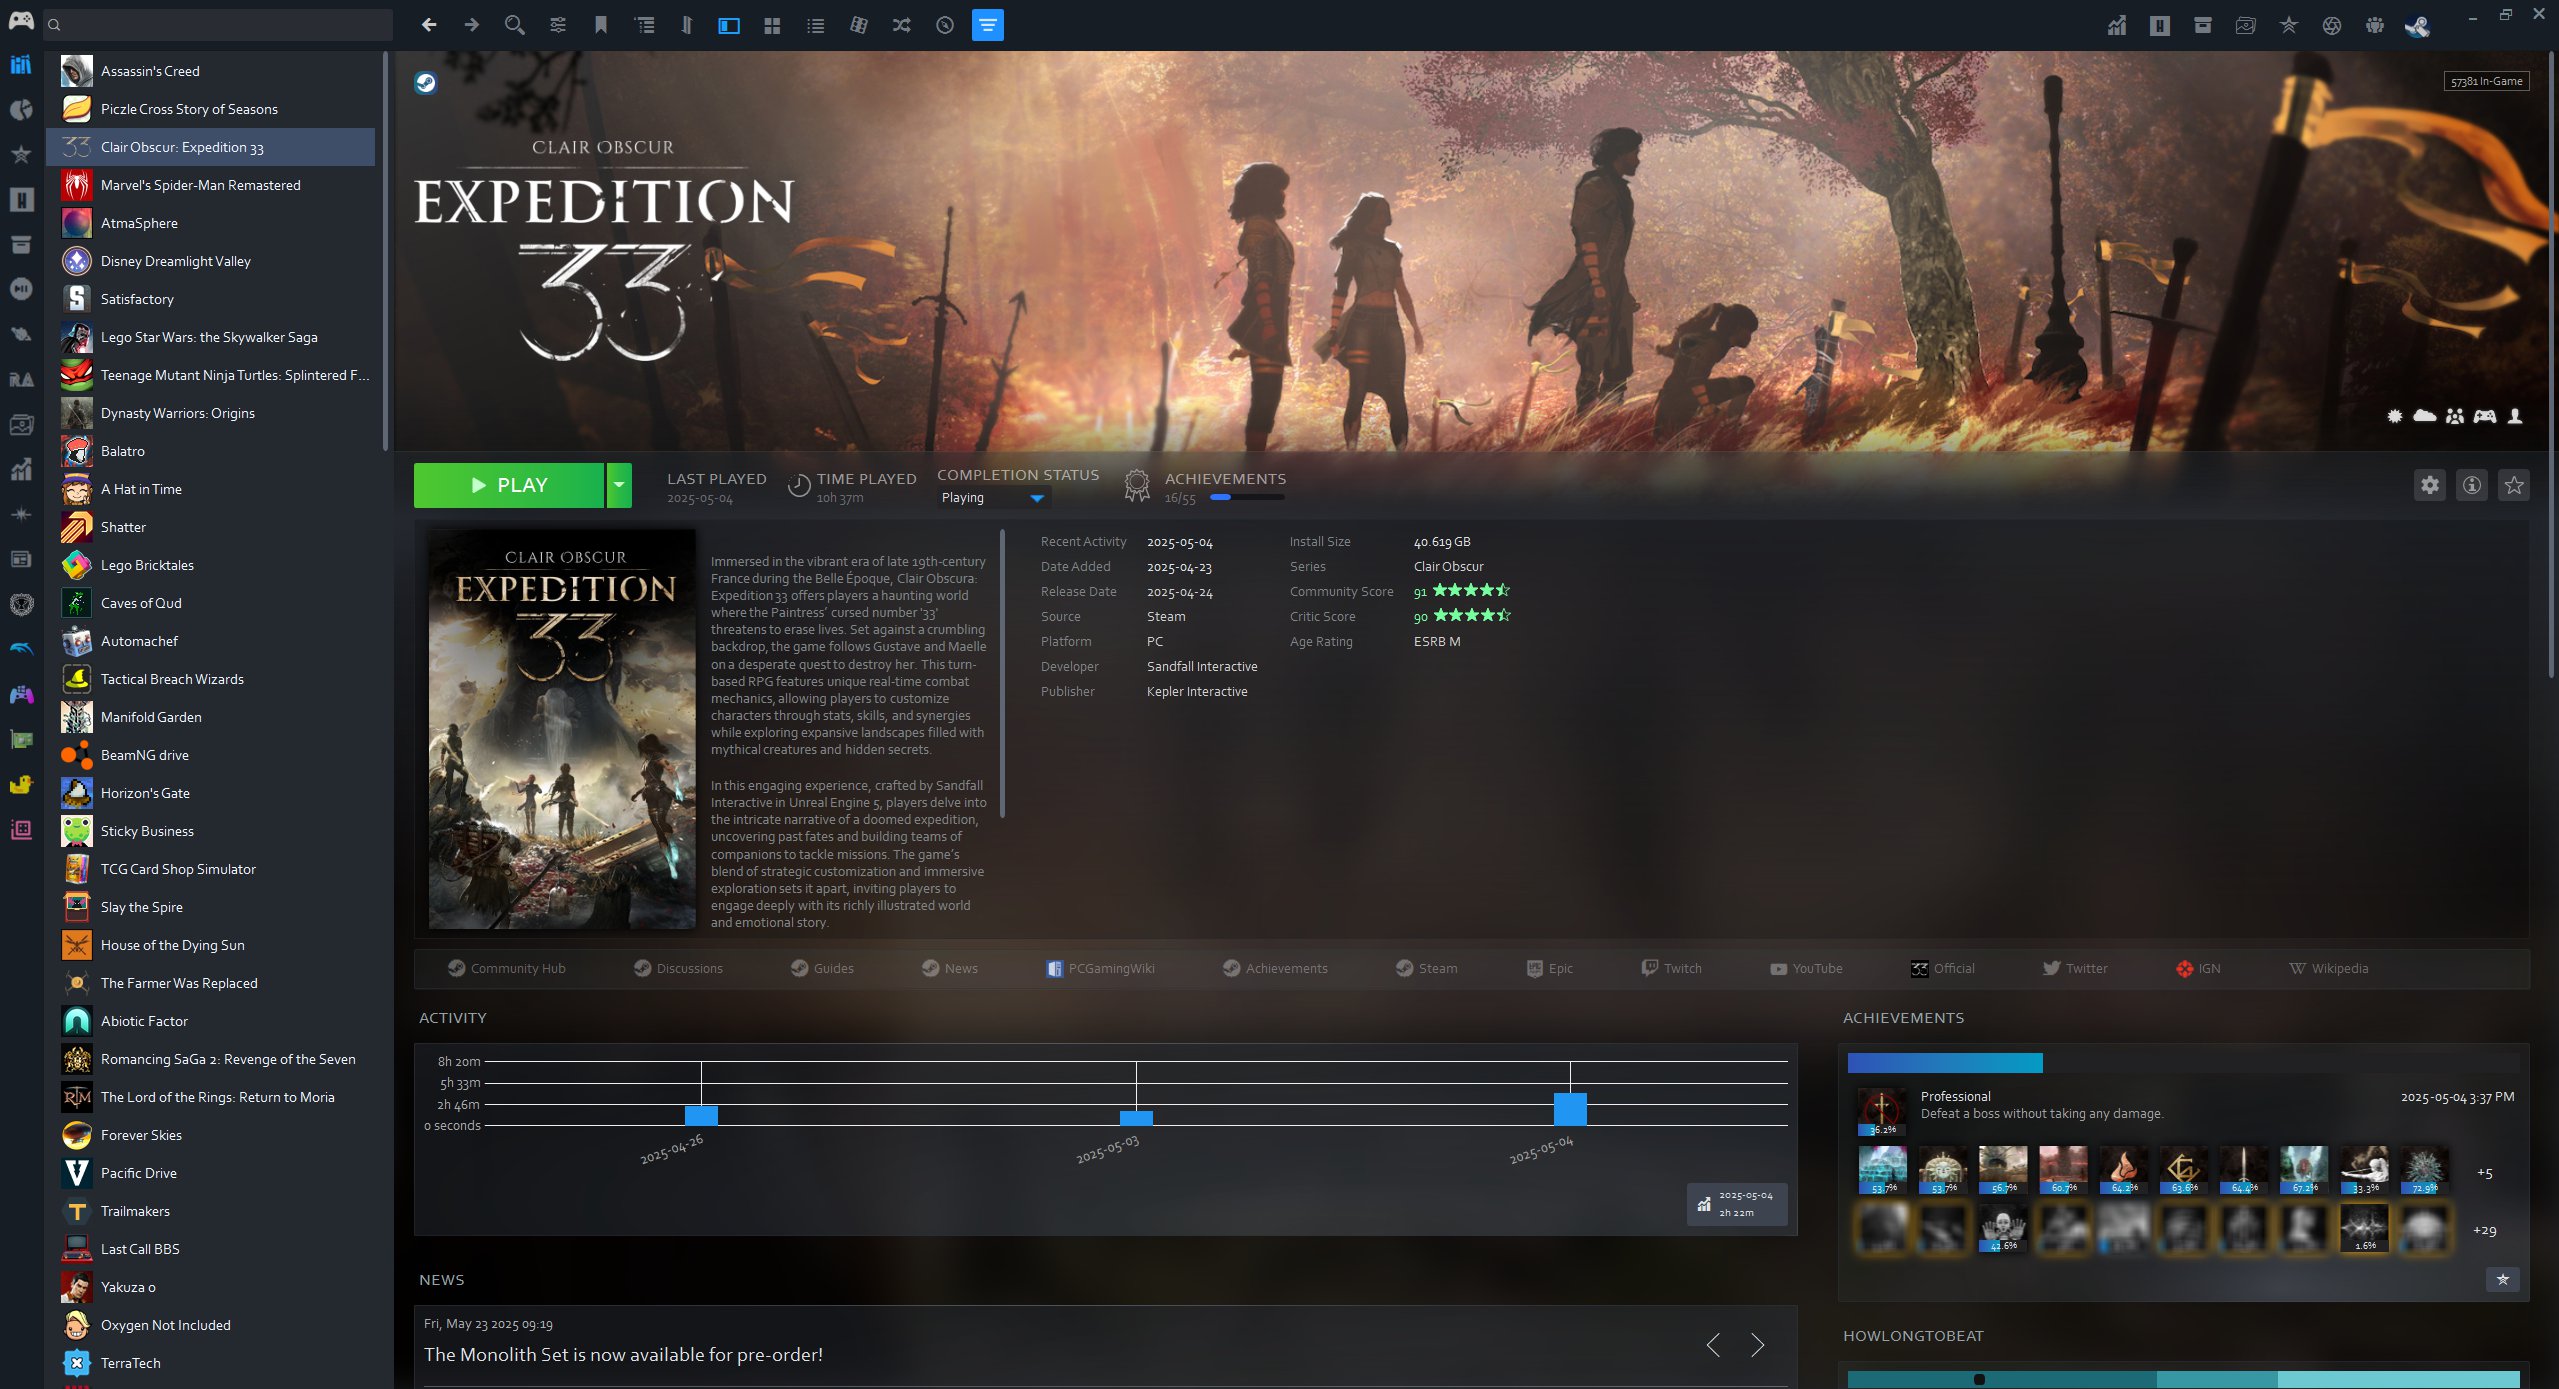 Assassin's Creed
Piczle Cross Story of Seasons
Clair Obscur: Expedition 33
Marvel's Spider-Man Remastered
AtmaSphere
Disney Dreamlight Valley
Satisfactory
Lego Star Wars: the Skywalker Saga
Teenage Mutant Ninja Turtles: Splintered F...
Dynasty Warriors: Origins
Balatro
A Hat in Time
Shatter
Lego Bricktales
Caves of Qud
Automachef
Tactical Breach Wizards
Manifold Garden
BeamNG drive
Horizon's Gate
Sticky Business
TCG Card Shop Simulator
Slay the Spire
House of the Dying Sun
The Farmer Was Replaced
Abiotic Factor
Romancing SaGa 2: Revenge of the Seven
The Lord of the Rings: Return to Moria
Forever Skies
Pacific Drive
Trailmakers
Last Call BBS
Yakuza 0
Oxygen Not Included
TerraTech
RA
57381 In-Game
CLAIR OBSCUR
EXPEDITION
33
PLAY
LAST PLAYED
2025-05-04
TIME PLAYED
10h 37m
COMPLETION STATUS
Playing
ACHIEVEMENTS
16/55
CLAIR OBSCUR
EXPEDITION
33
Immersed in the vibrant era of late 19th-century
France during the Belle Époque, Clair Obscura:
Expedition 33 offers players a haunting world
where the Paintress’ cursed number '33'
threatens to erase lives. Set against a crumbling
backdrop, the game follows Gustave and Maelle
on a desperate quest to destroy her. This turn-
based RPG features unique real-time combat
mechanics, allowing players to customize
characters through stats, skills, and synergies
while exploring expansive landscapes filled with
mythical creatures and hidden secrets.
In this engaging experience, crafted by Sandfall
Interactive in Unreal Engine 5, players delve into
the intricate narrative of a doomed expedition,
uncovering past fates and building teams of
companions to tackle missions. The game’s
blend of strategic customization and immersive
exploration sets it apart, inviting players to
engage deeply with its richly illustrated world
and emotional story.
Recent Activity 2025-05-04
Date Added 2025-04-23
Release Date 2025-04-24
Source Steam
Platform PC
Developer Sandfall Interactive
Publisher Kepler Interactive
Install Size 40.619 GB
Series Clair Obscur
Community Score 91
Critic Score 90
Age Rating ESRB M
Community Hub Discussions Guides News PCGamingWiki Achievements Steam Epic Twitch YouTube Official Twitter IGN Wikipedia
ACTIVITY
8h 20m
5h 33m
2h 46m
0 seconds
2025-04-26 2025-05-03 2025-05-04
2025-05-04
2h 22m
NEWS
Fri, May 23 2025 09:19
The Monolith Set is now available for pre-order!
ACHIEVEMENTS
Professional 2025-05-04 3:37 PM
Defeat a boss without taking any damage.
36.2%
53.7% 53.7% 56.7% 60.7% 64.2% 63.6% 64.4% 67.2% 33.3% 72.9% +5
42.6% 1.6% +29
HOWLONGTOBEAT